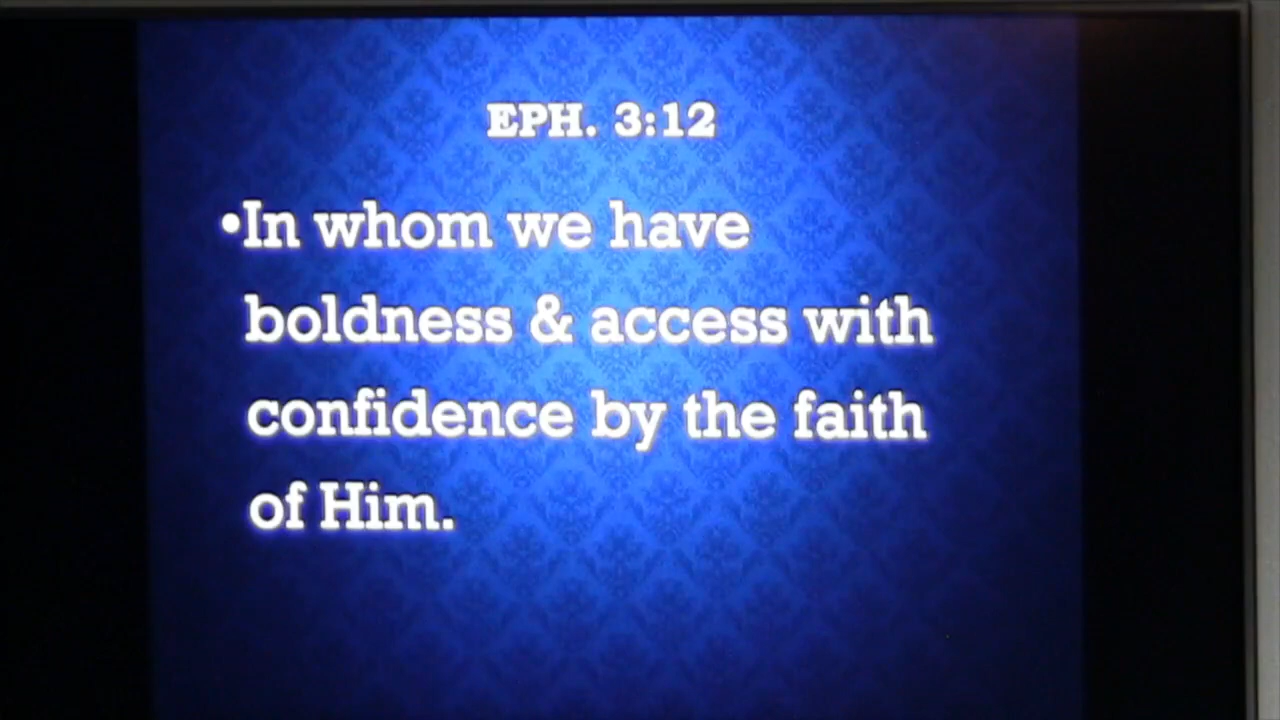 EPH. 3:12
•In whom we have
boldness & access with
confidence by the faith
of Him.